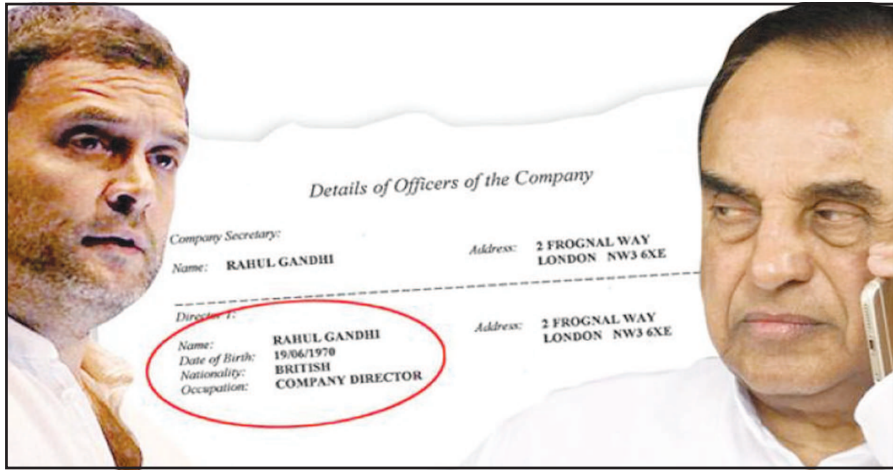 Details of Officers of the Company
Company Secretary:
Name: RAHUL GANDHI
Address: 2 FROGNAL WAY
LONDON NW3 6XE
Director 1:
Name: RAHUL GANDHI
Date of Birth: 19/06/1970
Nationality: BRITISH
Occupation: COMPANY DIRECTOR
Address: 2 FROGNAL WAY
LONDON NW3 6XE